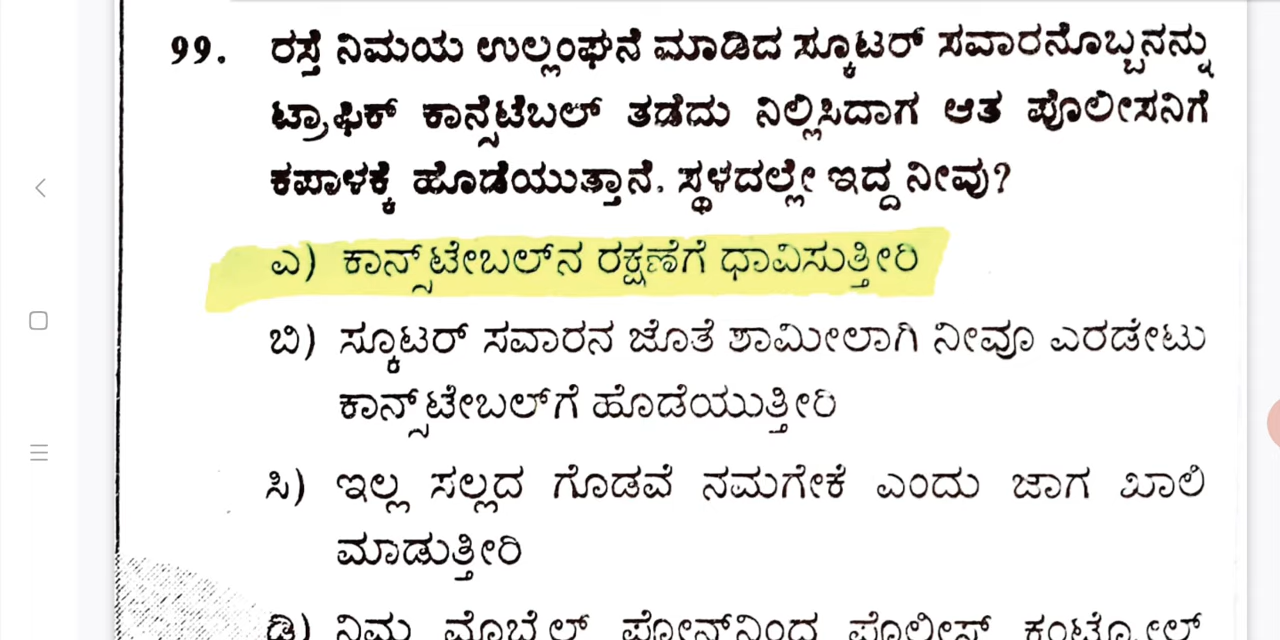 99. ರಸ್ತೆ ನಿಮಯ ಉಲ್ಲಂಘನೆ ಮಾಡಿದ ಸ್ಕೂಟರ್ ಸವಾರನೊಬ್ಬನನ್ನು
ಟ್ರಾಫಿಕ್ ಕಾನ್ಸೆಟೆಬಲ್ ತಡೆದು ನಿಲ್ಲಿಸಿದಾಗ ಆತ ಪೊಲೀಸನಿಗೆ
ಕಪಾಳಕ್ಕೆ ಹೊಡೆಯುತ್ತಾನೆ. ಸ್ಥಳದಲ್ಲೇ ಇದ್ದ ನೀವು?
ಎ) ಕಾನ್ಸ್‌ಟೇಬಲ್‌ನ ರಕ್ಷಣೆಗೆ ಧಾವಿಸುತ್ತೀರಿ
ಬಿ) ಸ್ಕೂಟರ್ ಸವಾರನ ಜೊತೆ ಶಾಮೀಲಾಗಿ ನೀವೂ ಎರಡೇಟು
ಕಾನ್ಸ್‌ಟೇಬಲ್‌ಗೆ ಹೊಡೆಯುತ್ತೀರಿ
ಸಿ) ಇಲ್ಲ ಸಲ್ಲದ ಗೊಡವೆ ನಮಗೇಕೆ ಎಂದು ಜಾಗ ಖಾಲಿ
ಮಾಡುತ್ತೀರಿ
ಡಿ) ನಿಮ್ಮ ಮೊಬೈಲ್ ಫೋನ್‌ನಿಂದ ಪೊಲೀಸ್ ಕಂಟ್ರೋಲ್